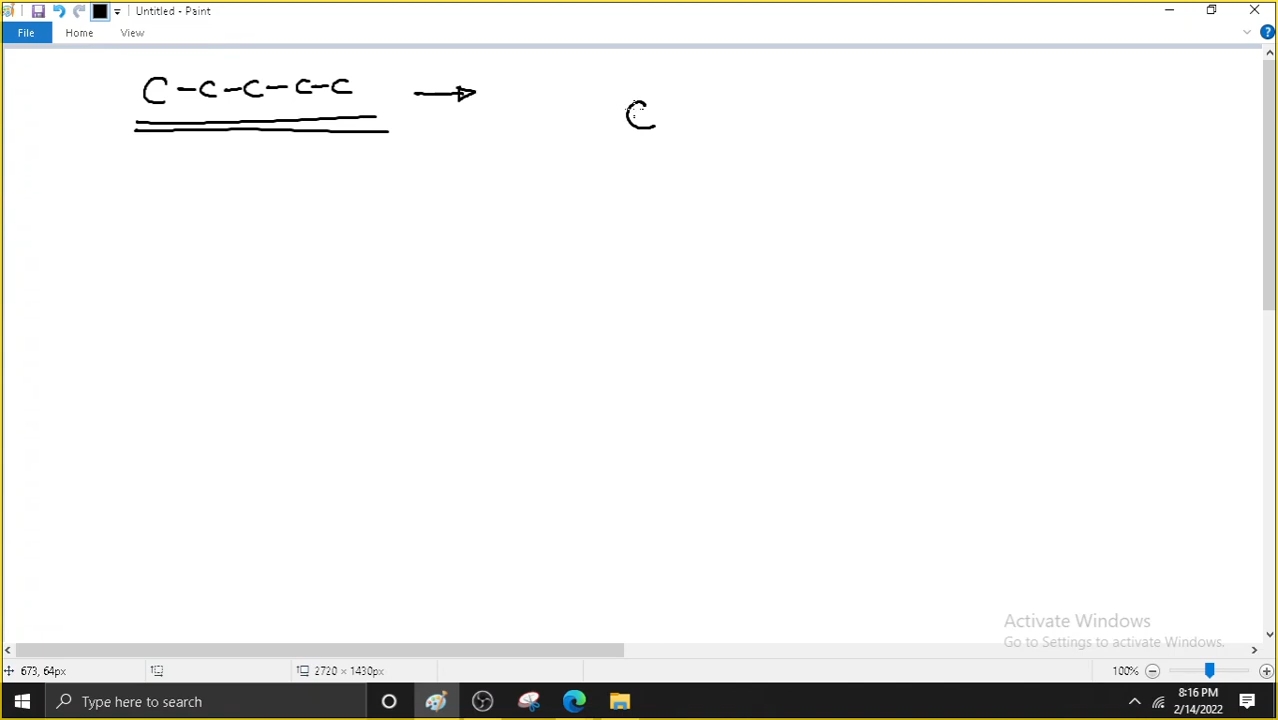 Untitled - Paint
File Home View
C-C-C-C-C → C
Activate Windows
Go to Settings to activate Windows.
673, 64px 2720 × 1430px 100%
Type here to search
8:16 PM
2/14/2022